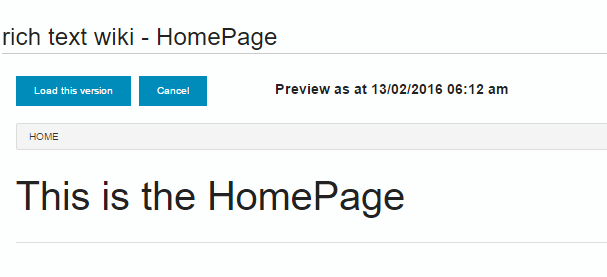 rich text wiki - HomePage
Load this version Cancel Preview as at 13/02/2016 06:12 am
HOME
This is the HomePage